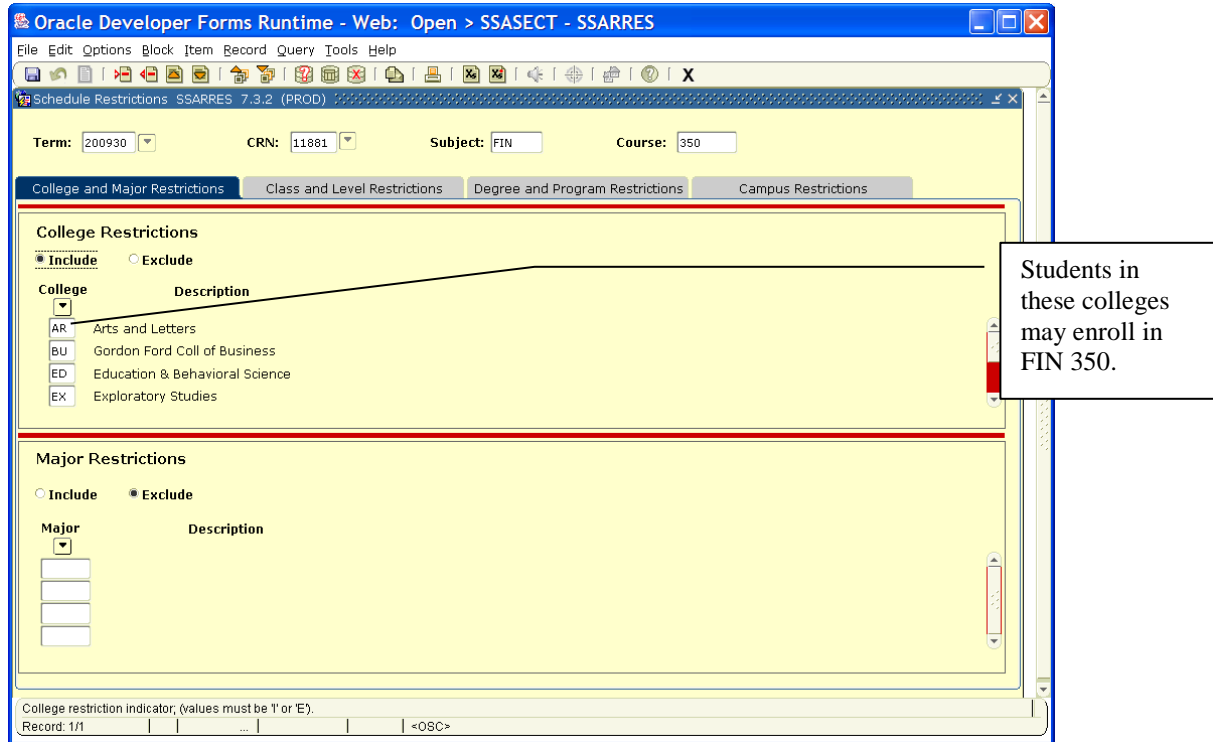 Oracle Developer Forms Runtime - Web: Open > SSASECT - SSARRES
File Edit Options Block Item Record Query Tools Help
X
Schedule Restrictions SSARRES 7.3.2 (PROD)
Term: 200930 CRN: 11881 Subject: FIN Course: 350
College and Major Restrictions Class and Level Restrictions Degree and Program Restrictions Campus Restrictions
College Restrictions
Include Exclude
College Description
AR Arts and Letters
BU Gordon Ford Coll of Business
ED Education & Behavioral Science
EX Exploratory Studies
Students in
these colleges
may enroll in
FIN 350.
Major Restrictions
Include Exclude
Major Description
College restriction indicator; (values must be 'I' or 'E').
Record: 1/1 ... <OSC>